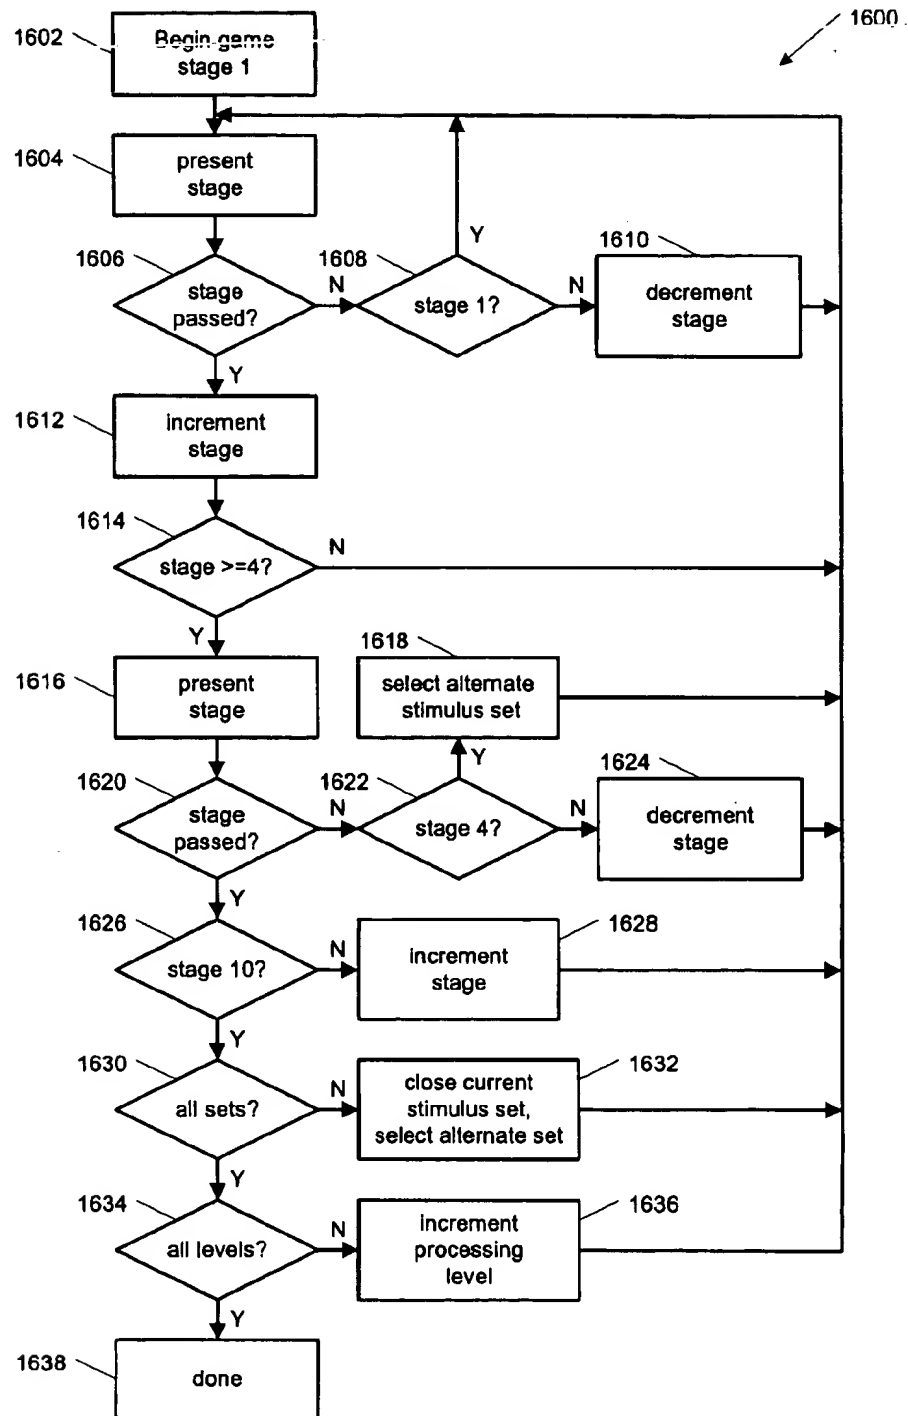 1600
1602
Begin game
stage 1
1604
present
stage
1606
stage
passed?
N
Y
1608
stage 1?
Y
N
1610
decrement
stage
1612
increment
stage
1614
stage >=4?
N
Y
1616
present
stage
1618
select alternate
stimulus set
1620
stage
passed?
N
Y
1622
stage 4?
Y
N
1624
decrement
stage
1626
stage 10?
N
Y
1628
increment
stage
1630
all sets?
N
Y
1632
close current
stimulus set,
select alternate set
1634
all levels?
N
Y
1636
increment
processing
level
1638
done